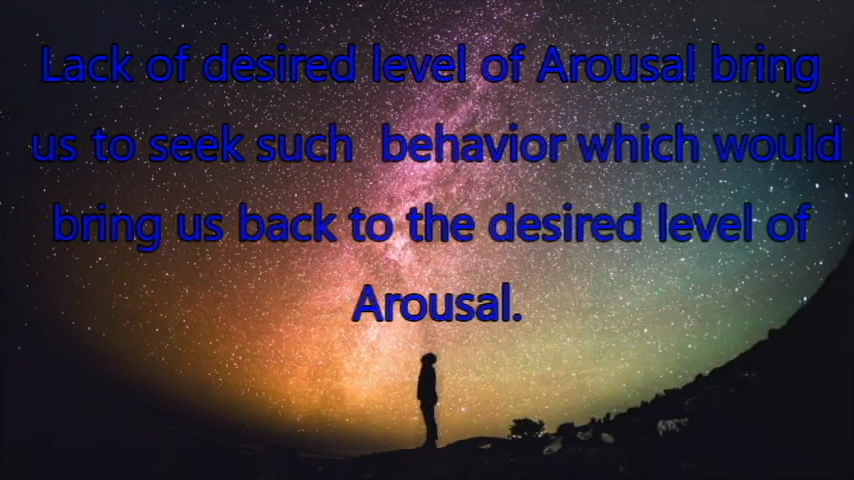 Lack of desired level of Arousal bring
us to seek such behavior which would
bring us back to the desired level of
Arousal.